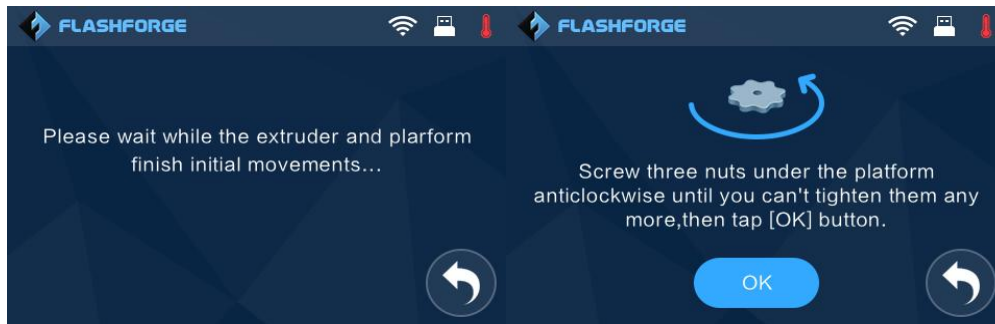 FLASHFORGE
Please wait while the extruder and plarform
finish initial movements...
FLASHFORGE
Screw three nuts under the platform
anticlockwise until you can't tighten them any
more,then tap [OK] button.
OK